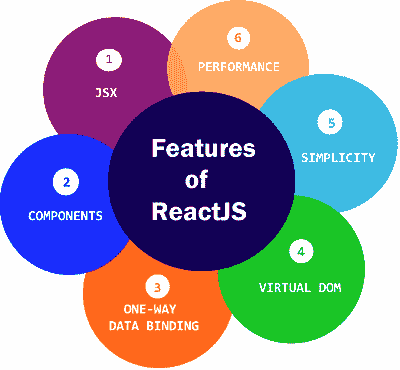 Features
of
ReactJS
1
JSX
2
COMPONENTS
3
ONE-WAY
DATA BINDING
4
VIRTUAL DOM
5
SIMPLICITY
6
PERFORMANCE